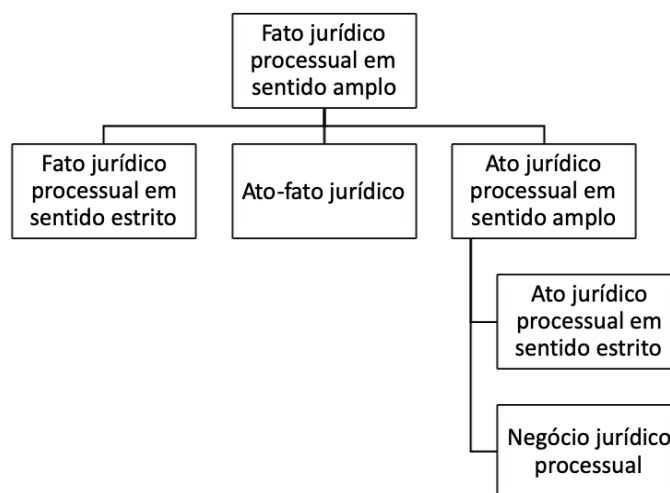 Fato jurídico
processual em
sentido amplo
Fato jurídico
processual em
sentido estrito
Ato-fato jurídico
Ato jurídico
processual em
sentido amplo
Ato jurídico
processual em
sentido estrito
Negócio jurídico
processual